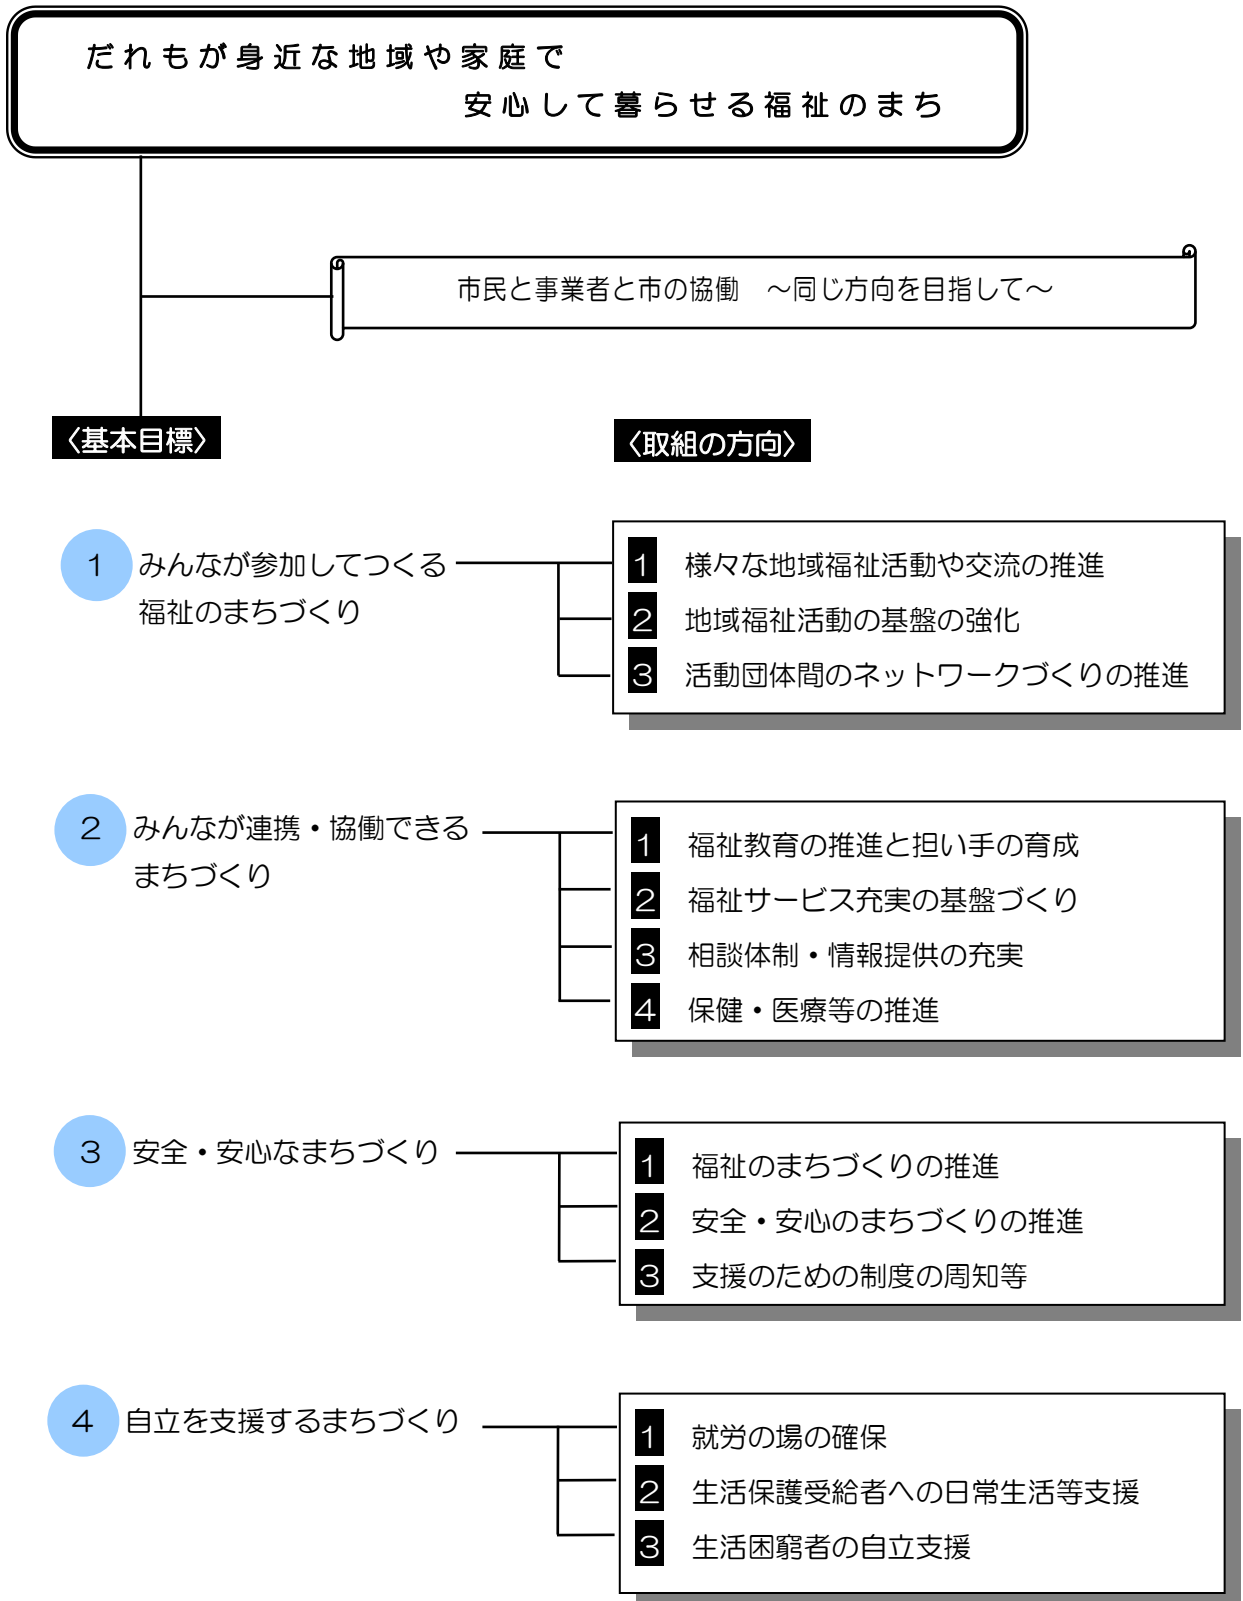 だれもが身近な地域や家庭で
安心して暮らせる福祉のまち
市民と事業者と市の協働　～同じ方向を目指して～
〈基本目標〉
〈取組の方向〉
1 みんなが参加してつくる
福祉のまちづくり
1 様々な地域福祉活動や交流の推進
2 地域福祉活動の基盤の強化
3 活動団体間のネットワークづくりの推進
2 みんなが連携・協働できる
まちづくり
1 福祉教育の推進と担い手の育成
2 福祉サービス充実の基盤づくり
3 相談体制・情報提供の充実
4 保健・医療等の推進
3 安全・安心なまちづくり
1 福祉のまちづくりの推進
2 安全・安心のまちづくりの推進
3 支援のための制度の周知等
4 自立を支援するまちづくり
1 就労の場の確保
2 生活保護受給者への日常生活等支援
3 生活困窮者の自立支援